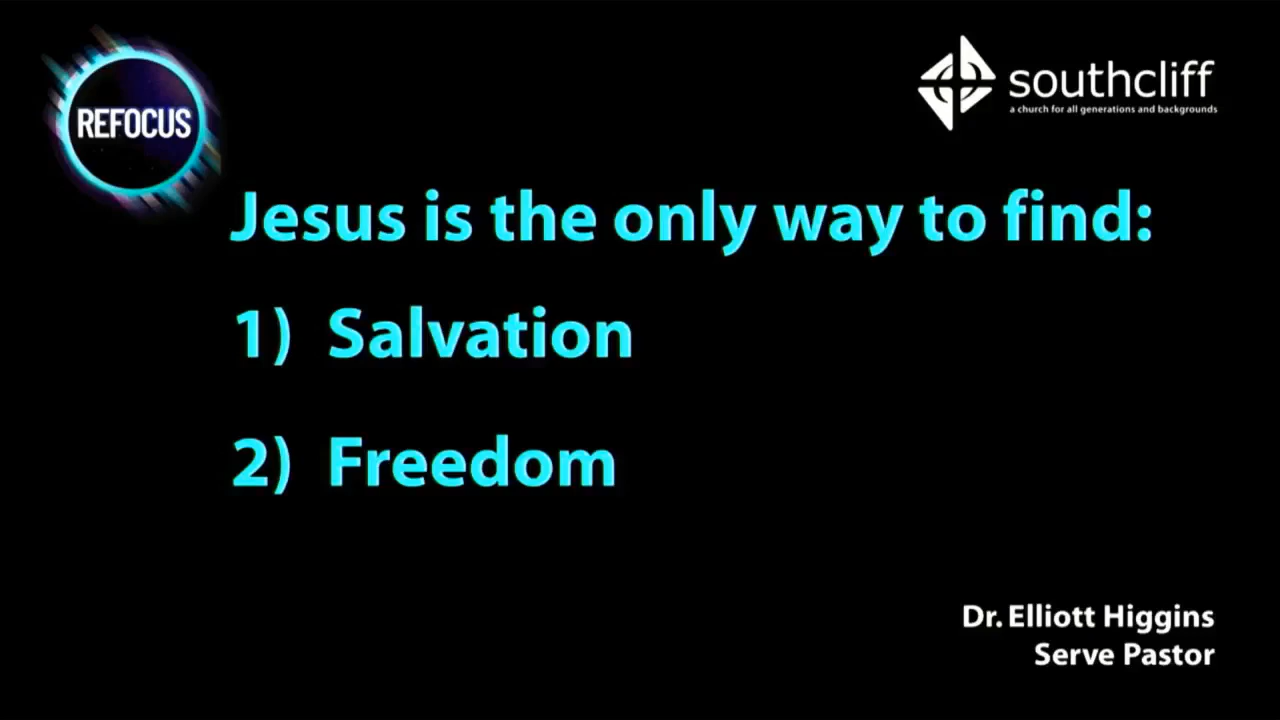 REFOCUS
southcliff
a church for all generations and backgrounds
Jesus is the only way to find:
1) Salvation
2) Freedom
Dr. Elliott Higgins
Serve Pastor